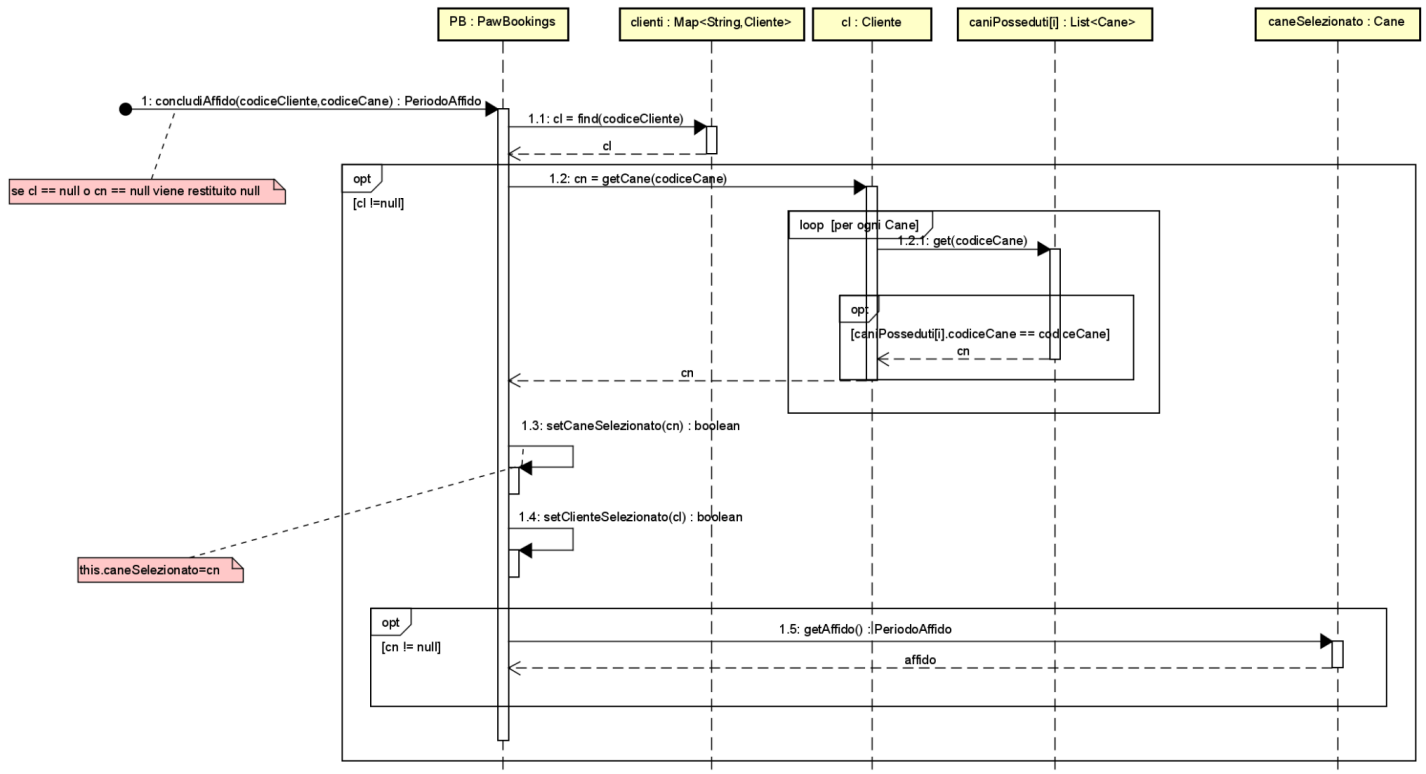 PB : PawBookings
clienti : Map<String,Cliente>
cl : Cliente
caniPosseduti[i] : List<Cane>
caneSelezionato : Cane
1: concludiAffido(codiceCliente,codiceCane) : PeriodoAffido
1.1: cl = find(codiceCliente)
cl
se cl == null o cn == null viene restituito null
opt
[cl !=null]
1.2: cn = getCane(codiceCane)
loop [per ogni Cane]
1.2.1: get(codiceCane)
opt
[caniPosseduti[i].codiceCane == codiceCane]
cn
cn
1.3: setCaneSelezionato(cn) : boolean
1.4: setClienteSelezionato(cl) : boolean
this.caneSelezionato=cn
opt
[cn != null]
1.5: getAffido() : PeriodoAffido
affido